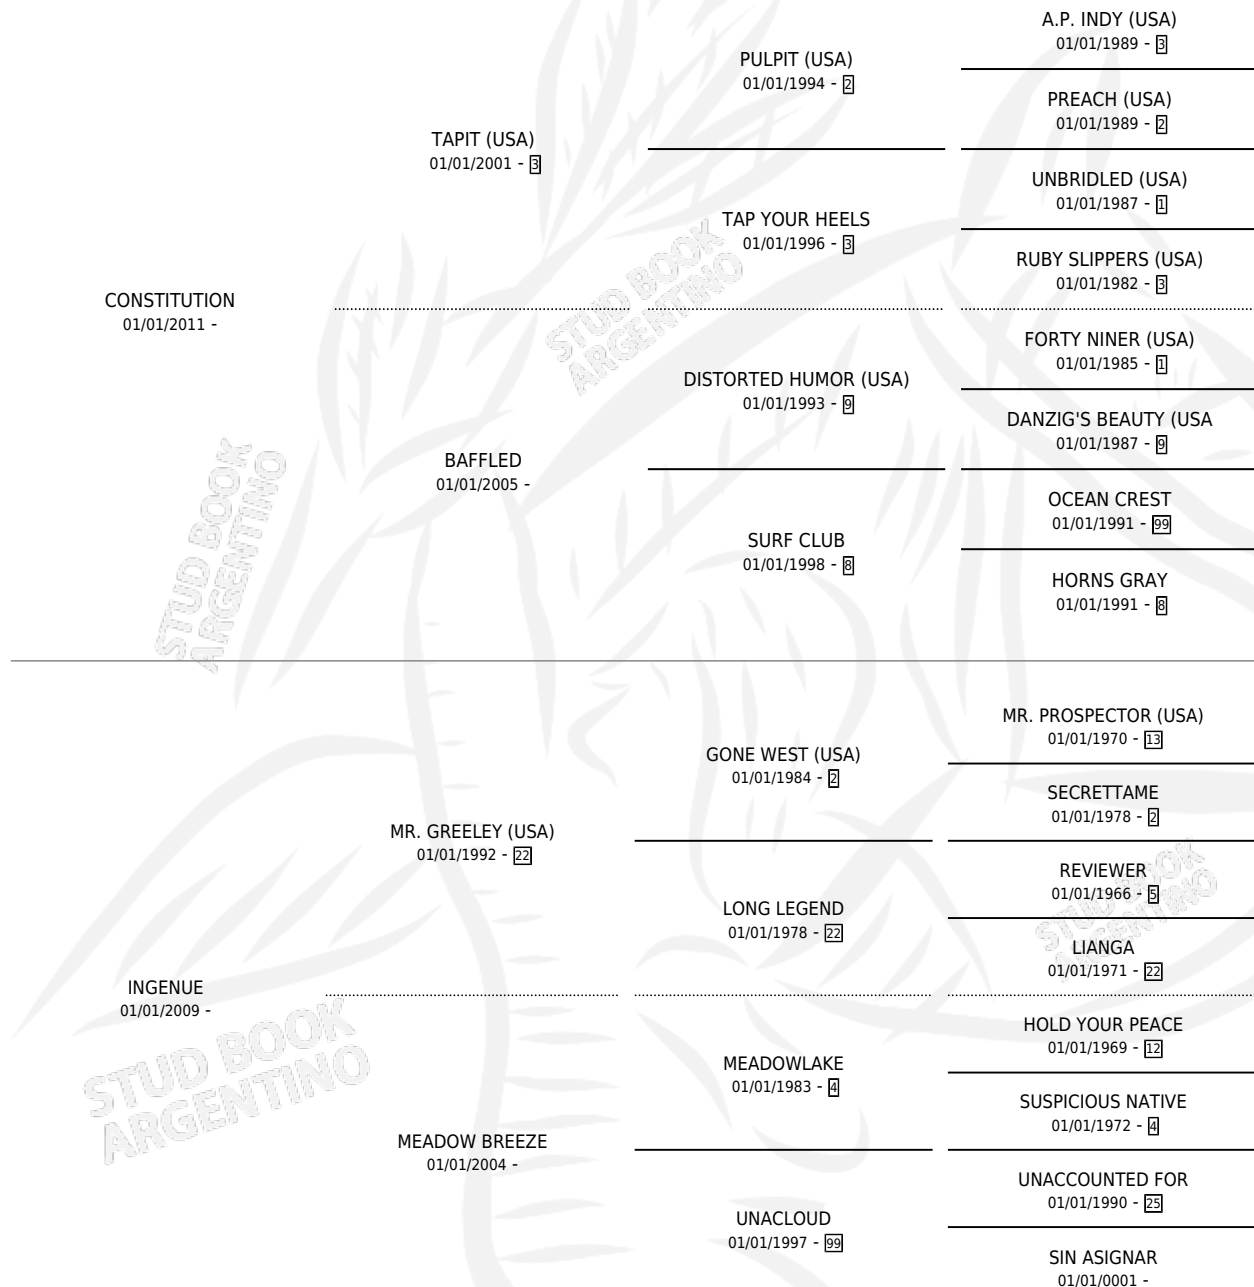 A.P. INDY (USA)
01/01/1989 - 3
PULPIT (USA)
01/01/1994 - 2
PREACH (USA)
01/01/1989 - 2
TAPIT (USA)
01/01/2001 - 3
UNBRIDLED (USA)
01/01/1987 - 1
TAP YOUR HEELS
01/01/1996 - 3
RUBY SLIPPERS (USA)
01/01/1982 - 3
CONSTITUTION
01/01/2011 -
FORTY NINER (USA)
01/01/1985 - 1
DISTORTED HUMOR (USA)
01/01/1993 - 9
DANZIG'S BEAUTY (USA
01/01/1987 - 9
BAFFLED
01/01/2005 -
OCEAN CREST
01/01/1991 - 99
SURF CLUB
01/01/1998 - 8
HORNS GRAY
01/01/1991 - 8
MR. PROSPECTOR (USA)
01/01/1970 - 13
GONE WEST (USA)
01/01/1984 - 2
SECRETTAME
01/01/1978 - 2
MR. GREELEY (USA)
01/01/1992 - 22
REVIEWER
01/01/1966 - 5
LONG LEGEND
01/01/1978 - 22
LIANGA
01/01/1971 - 22
INGENUE
01/01/2009 -
HOLD YOUR PEACE
01/01/1969 - 12
MEADOWLAKE
01/01/1983 - 4
SUSPICIOUS NATIVE
01/01/1972 - 4
MEADOW BREEZE
01/01/2004 -
UNACCOUNTED FOR
01/01/1990 - 25
UNACLOUD
01/01/1997 - 99
SIN ASIGNAR
01/01/0001 -
STUD BOOK
ARGENTINO
STUD BOOK
ARGENTINO
STUD BOOK
ARGENTINO
STUD BOOK
ARGENTINO